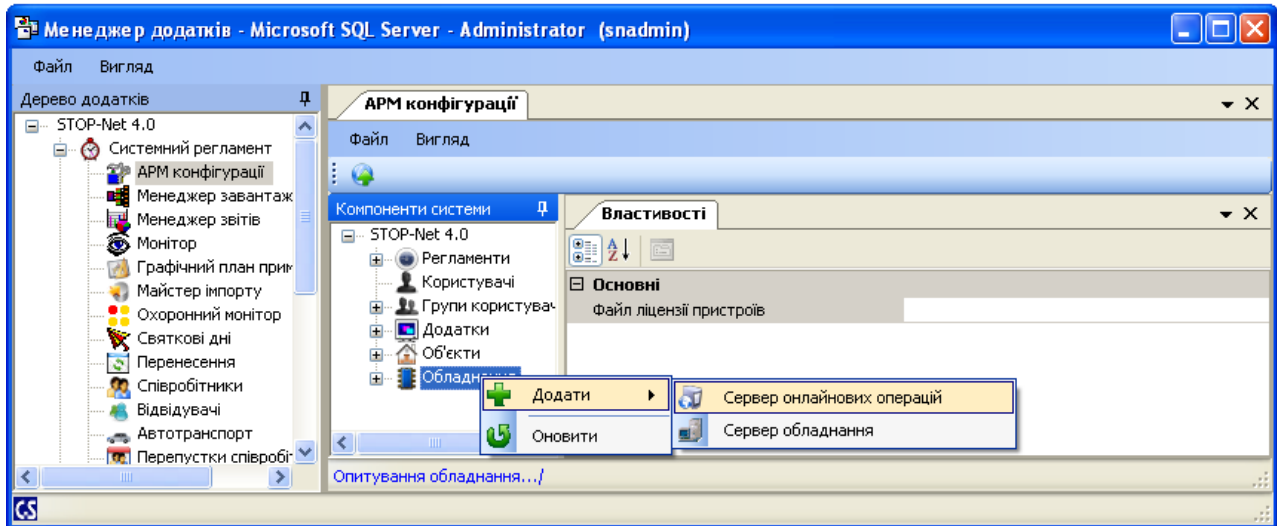 Менеджер додатків - Microsoft SQL Server - Administrator (snadmin)
Файл Вигляд
Дерево додатків
STOP-Net 4.0
Системний регламент
АРМ конфігурації
Менеджер завантаж
Менеджер звітів
Монітор
Графічний план прим
Майстер імпорту
Охоронний монітор
Святкові дні
Перенесення
Співробітники
Відвідувачі
Автотранспорт
Перепустки співробіт
АРМ конфігурації
Файл Вигляд
Компоненти системи
STOP-Net 4.0
Регламенти
Користувачі
Групи користувач
Додатки
Об'єкти
Обладнання
Властивості
Основні
Файл ліцензії пристроїв
Додати
Оновити
Сервер онлайнових операцій
Сервер обладнання
Опитування обладнання.../
CS